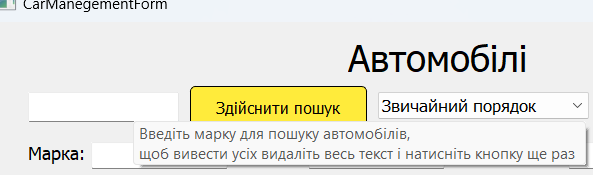 CarManegementForm
Автомобілі
Здійснити пошук
Звичайний порядок
Введіть марку для пошуку автомобілів,
щоб вивести усіх видаліть весь текст і натисніть кнопку ще раз
Марка: